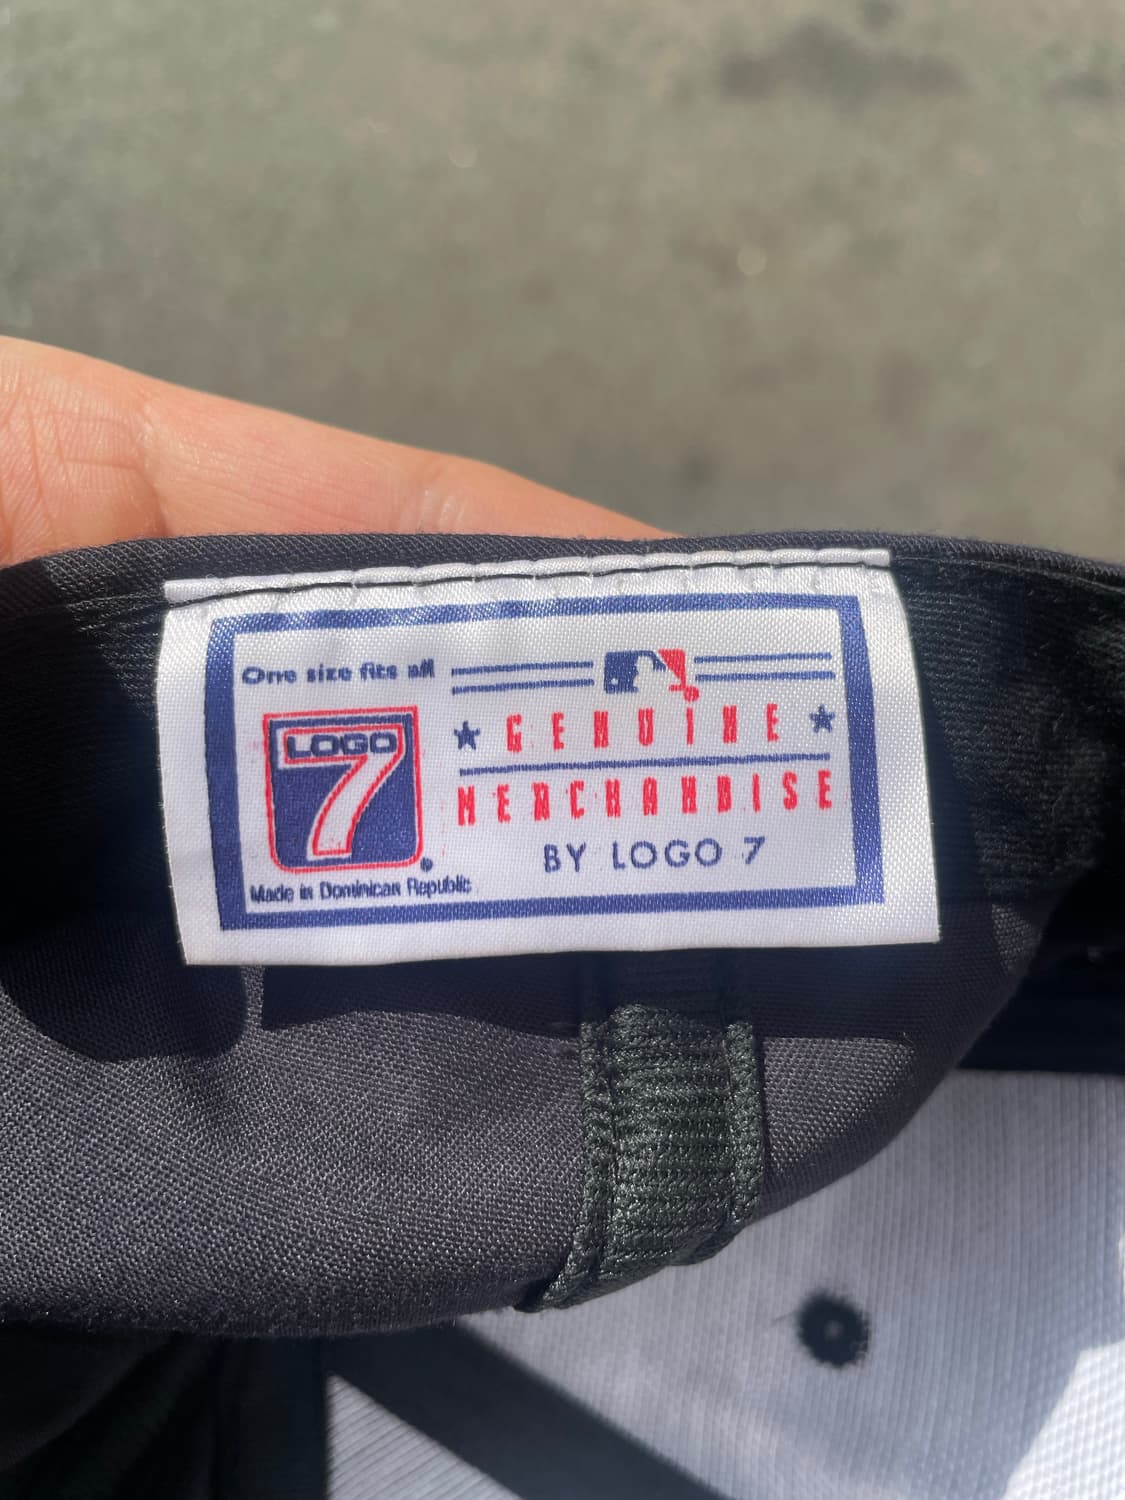 One size fits all
LOGO
7
Made in Dominican Republic
GENUINE
MERCHANDISE
BY LOGO 7